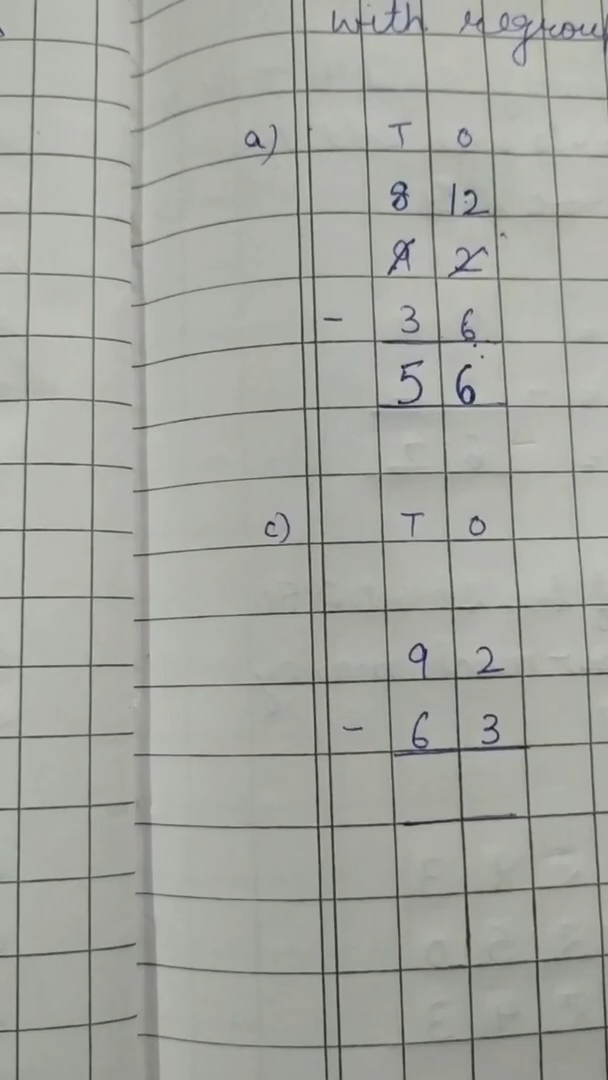 with regrou
a) T O
8 12
9 2
- 3 6
5 6
c) T O
9 2
- 6 3